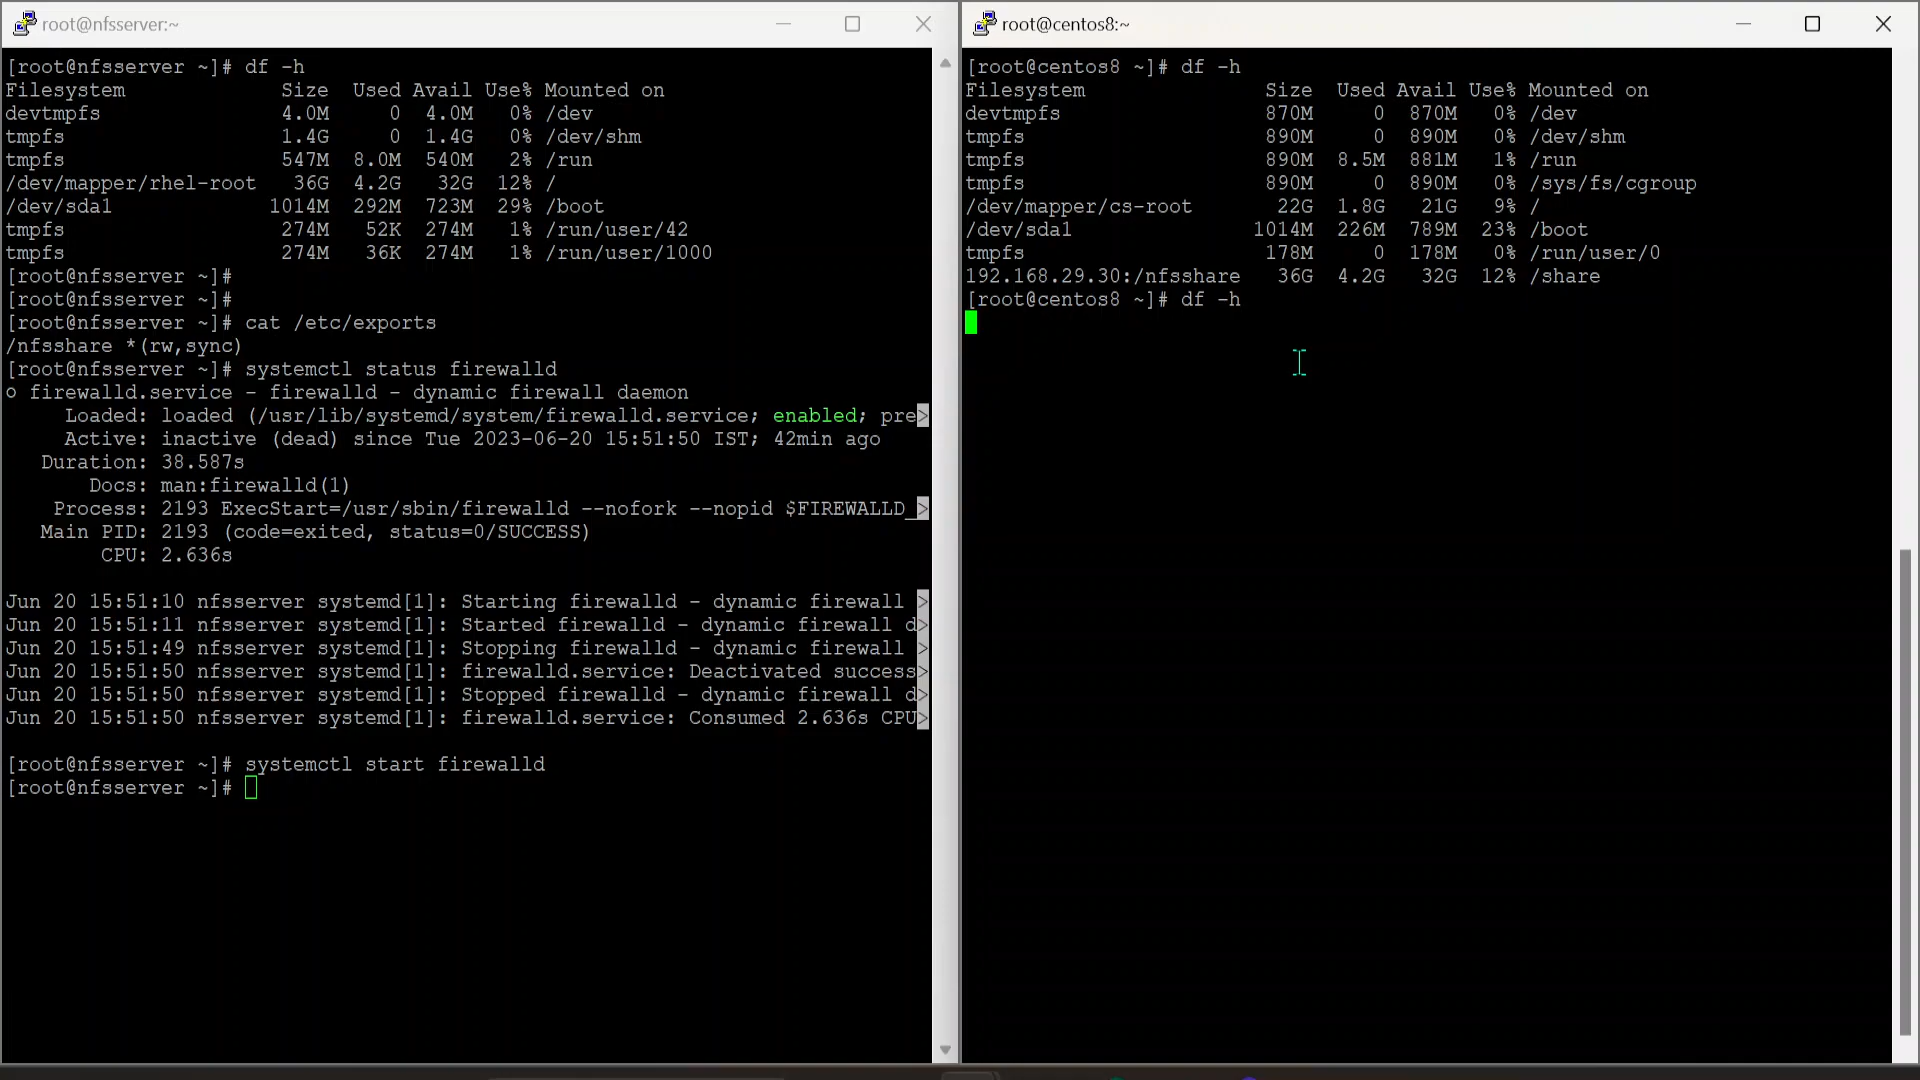 root@nfsserver:~
[root@nfsserver ~]# df -h
Filesystem             Size  Used Avail Use% Mounted on
devtmpfs               4.0M     0  4.0M   0% /dev
tmpfs                  1.4G     0  1.4G   0% /dev/shm
tmpfs                  547M  8.0M  540M   2% /run
/dev/mapper/rhel-root   36G  4.2G   32G  12% /
/dev/sda1             1014M  292M  723M  29% /boot
tmpfs                  274M   52K  274M   1% /run/user/42
tmpfs                  274M   36K  274M   1% /run/user/1000
[root@nfsserver ~]#
[root@nfsserver ~]#
[root@nfsserver ~]# cat /etc/exports
/nfsshare *(rw,sync)
[root@nfsserver ~]# systemctl status firewalld
○ firewalld.service - firewalld - dynamic firewall daemon
     Loaded: loaded (/usr/lib/systemd/system/firewalld.service; enabled; pre>
     Active: inactive (dead) since Tue 2023-06-20 15:51:50 IST; 42min ago
   Duration: 38.587s
       Docs: man:firewalld(1)
    Process: 2193 ExecStart=/usr/sbin/firewalld --nofork --nopid $FIREWALLD_>
   Main PID: 2193 (code=exited, status=0/SUCCESS)
        CPU: 2.636s
Jun 20 15:51:10 nfsserver systemd[1]: Starting firewalld - dynamic firewall >
Jun 20 15:51:11 nfsserver systemd[1]: Started firewalld - dynamic firewall d>
Jun 20 15:51:49 nfsserver systemd[1]: Stopping firewalld - dynamic firewall >
Jun 20 15:51:50 nfsserver systemd[1]: firewalld.service: Deactivated success>
Jun 20 15:51:50 nfsserver systemd[1]: Stopped firewalld - dynamic firewall d>
Jun 20 15:51:50 nfsserver systemd[1]: firewalld.service: Consumed 2.636s CPU>
[root@nfsserver ~]# systemctl start firewalld
[root@nfsserver ~]#
root@centos8:~
[root@centos8 ~]# df -h
Filesystem               Size  Used Avail Use% Mounted on
devtmpfs                 870M     0  870M   0% /dev
tmpfs                    890M     0  890M   0% /dev/shm
tmpfs                    890M  8.5M  881M   1% /run
tmpfs                    890M     0  890M   0% /sys/fs/cgroup
/dev/mapper/cs-root       22G  1.8G   21G   9% /
/dev/sda1               1014M  226M  789M  23% /boot
tmpfs                    178M     0  178M   0% /run/user/0
192.168.29.30:/nfsshare   36G  4.2G   32G  12% /share
[root@centos8 ~]# df -h